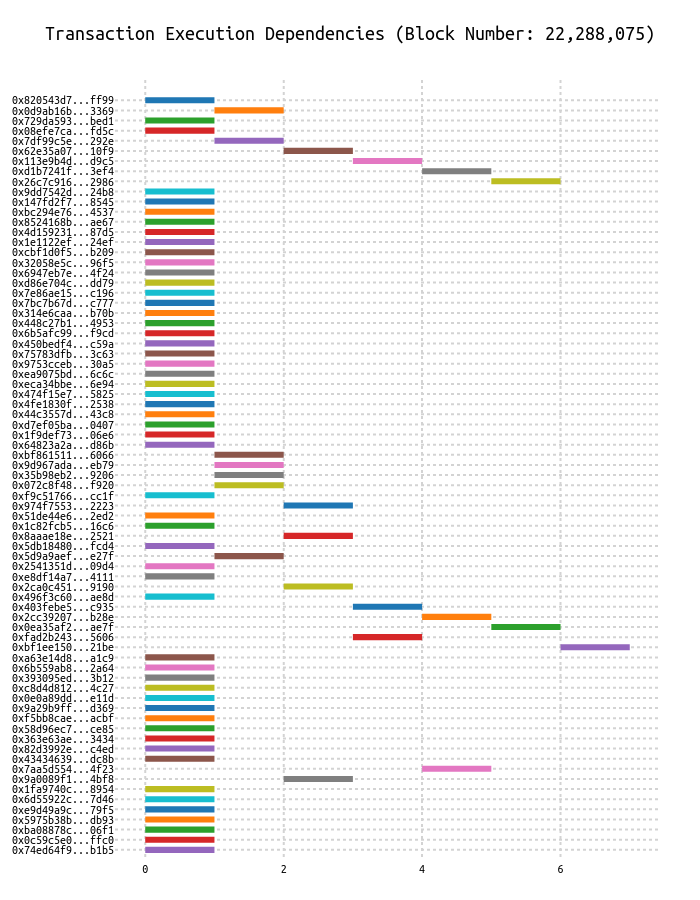 Transaction Execution Dependencies (Block Number: 22,288,075)
0x820543d7...ff99
0x0d9ab16b...3369
0x729da593...bed1
0x08efe7ca...fd5c
0x7df99c5e...292e
0x62e35a07...10f9
0x113e9b4d...d9c5
0xd1b7241f...3ef4
0x26c7c916...2986
0x9dd7542d...24b8
0x147fd2f7...8545
0xbc294e76...4537
0x8524168b...ae67
0x4d159231...87d5
0x1e1122ef...24ef
0xcbf1d0f5...b209
0x32058e5c...96f5
0x6947eb7e...4f24
0xd86e704c...dd79
0x7e86ae15...c196
0x7bc7b67d...c777
0x314e6caa...b70b
0x448c27b1...4953
0x6b5afc99...f9cd
0x450bedf4...c59a
0x75783dfb...3c63
0x9753cceb...30a5
0xea9075bd...6c6c
0xeca34bbe...6e94
0x474f15e7...5825
0x4fe1830f...2538
0x44c3557d...43c8
0xd7ef05ba...0407
0x1f9def73...06e6
0x64823a2a...d86b
0xbf861511...6066
0x9d967ada...eb79
0x35b98eb2...9206
0x072c8f48...f920
0xf9c51766...cc1f
0x974f7553...2223
0x51de44e6...2ed2
0x1c82fcb5...16c6
0x8aaae18e...2521
0x5db18480...fcd4
0x5d9a9aef...e27f
0x2541351d...09d4
0xe8df14a7...4111
0x2ca0c451...9190
0x496f3c60...ae8d
0x403febe5...c935
0x2cc39207...b28e
0x0ea35af2...ae7f
0xfad2b243...5606
0xbf1ee150...21be
0xa63e14d8...a1c9
0x6b559ab8...2a64
0x393095ed...3b12
0xc8d4d812...4c27
0x0e0a89dd...e11d
0x9a29b9ff...d369
0xf5bb8cae...acbf
0x58d96ec7...ce85
0x363e63ae...3434
0x82d3992e...c4ed
0x43434639...dc8b
0x7aa5d554...4f23
0x9a0089f1...4bf8
0x1fa9740c...8954
0x6d55922c...7d46
0xe9d49a9c...79f5
0x5975b38b...db93
0xba08878c...06f1
0x0c59c5e0...ffc0
0x74ed64f9...b1b5
0 2 4 6